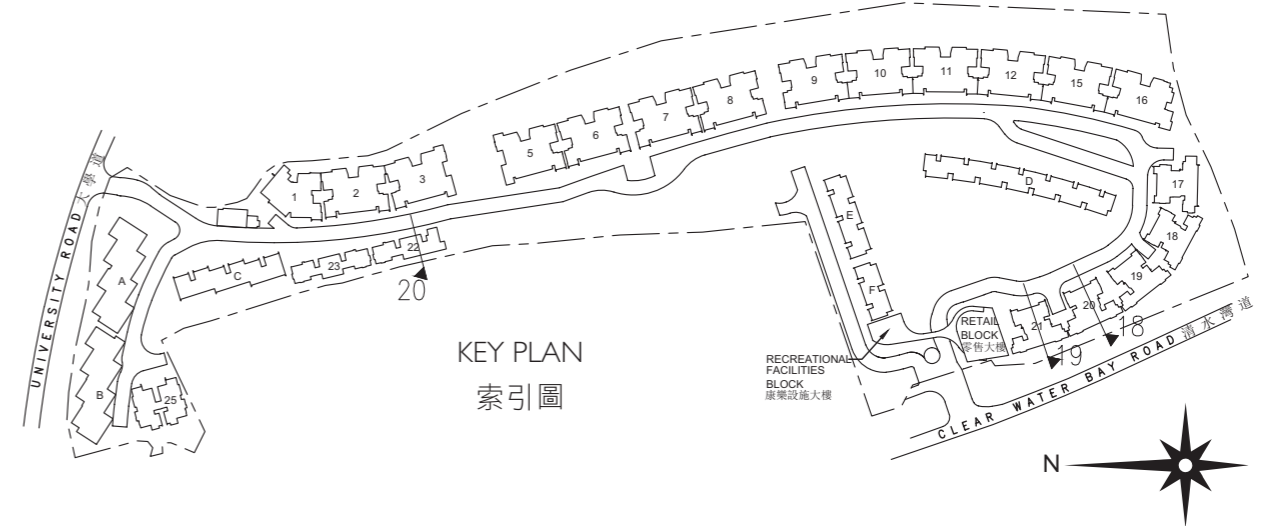 1
2
3
5
6
7
8
9
10
11
12
15
16
17
18
19
20
21
22
23
25
A
B
C
D
E
F
20
19
18
UNIVERSITY ROAD 大學道
KEY PLAN
索引圖
RETAIL
BLOCK
零售大樓
RECREATIONAL
FACILITIES
BLOCK
康樂設施大樓
CLEAR WATER BAY ROAD 清水灣道
N